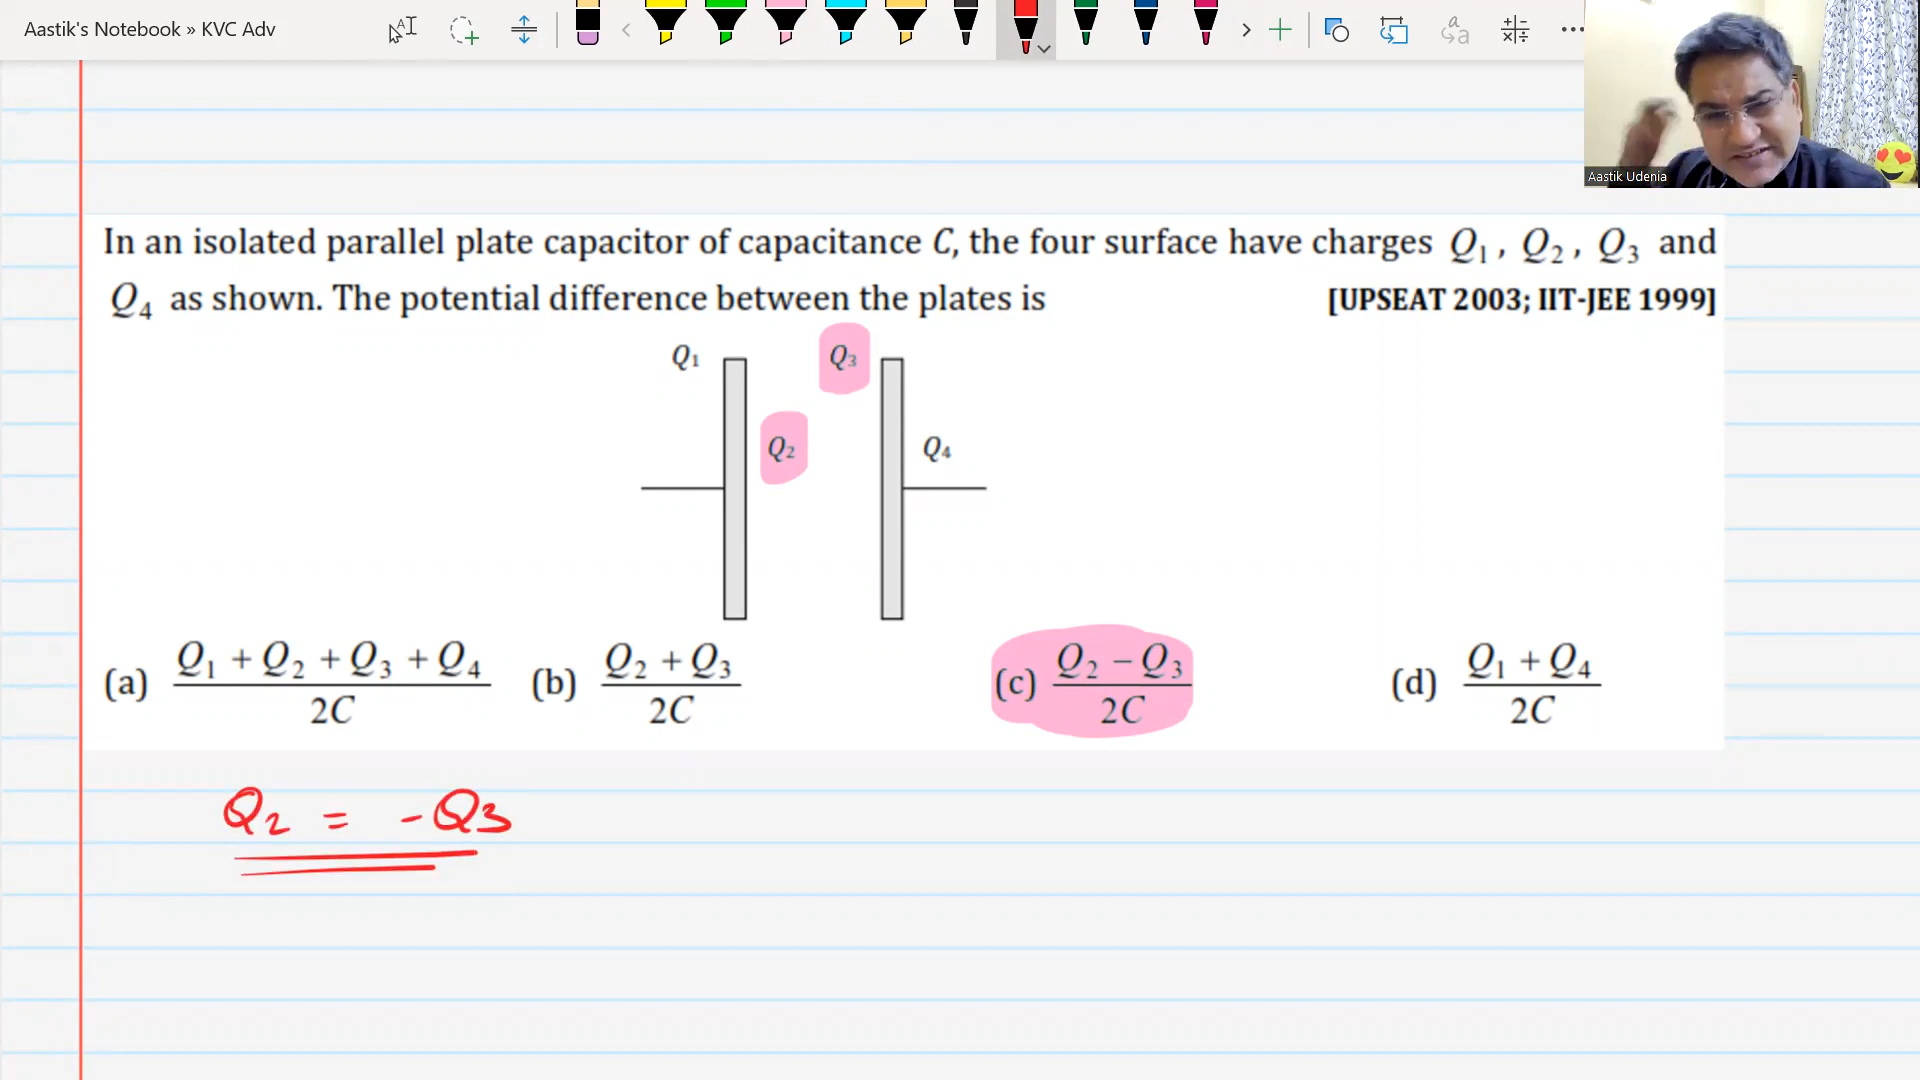 Aastik's Notebook » KVC Adv
Aastik Udenia
In an isolated parallel plate capacitor of capacitance C, the four surface have charges Q₁, Q₂, Q₃ and
Q₄ as shown. The potential difference between the plates is [UPSEAT 2003; IIT-JEE 1999]
Q₁ Q₃
Q₂ Q₄
(a) (Q₁ + Q₂ + Q₃ + Q₄)/2C (b) (Q₂ + Q₃)/2C (c) (Q₂ − Q₃)/2C (d) (Q₁ + Q₄)/2C
Q₂ = -Q₃